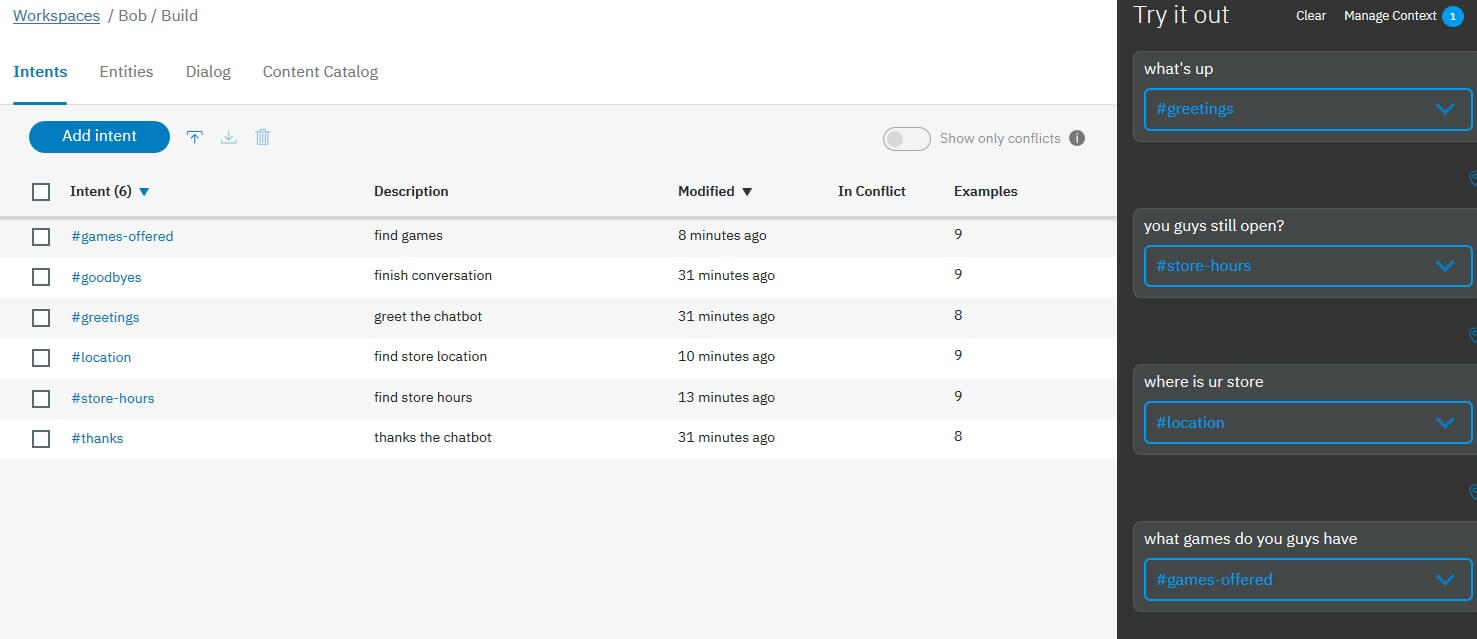 Workspaces / Bob / Build
Intents Entities Dialog Content Catalog
Add intent
Show only conflicts i
Intent (6) Description Modified In Conflict Examples
#games-offered find games 8 minutes ago 9
#goodbyes finish conversation 31 minutes ago 9
#greetings greet the chatbot 31 minutes ago 8
#location find store location 10 minutes ago 9
#store-hours find store hours 13 minutes ago 9
#thanks thanks the chatbot 31 minutes ago 8
Try it out Clear Manage Context 1
what's up
#greetings
you guys still open?
#store-hours
where is ur store
#location
what games do you guys have
#games-offered